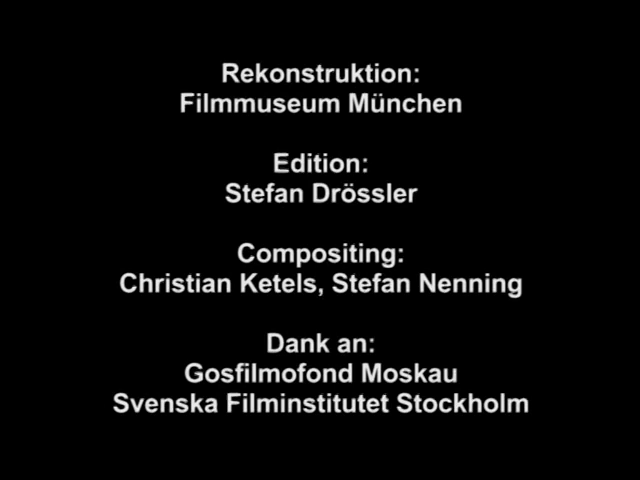 Rekonstruktion:
Filmmuseum München
Edition:
Stefan Drössler
Compositing:
Christian Ketels, Stefan Nenning
Dank an:
Gosfilmofond Moskau
Svenska Filminstitutet Stockholm